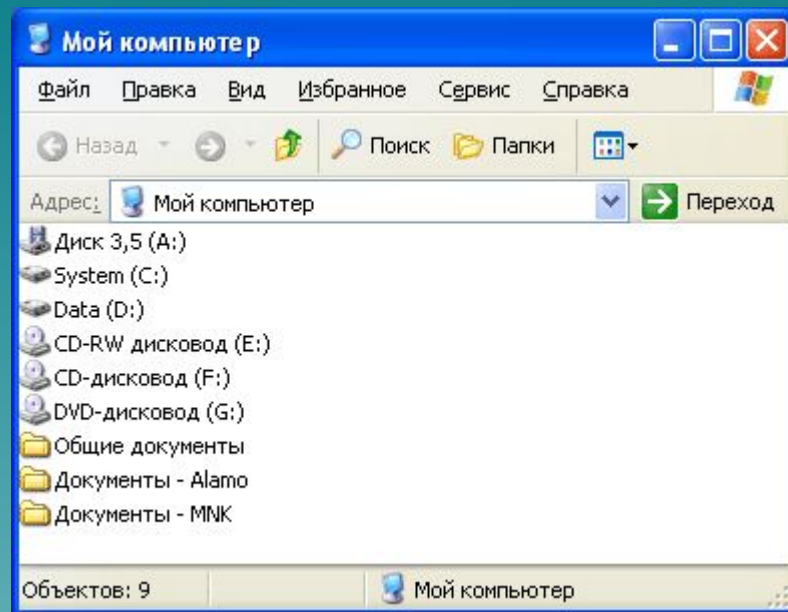 Мой компьютер
Файл Правка Вид Избранное Сервис Справка
Назад Поиск Папки
Адрес: Мой компьютер Переход
Диск 3,5 (A:)
System (C:)
Data (D:)
CD-RW дисковод (E:)
CD-дисковод (F:)
DVD-дисковод (G:)
Общие документы
Документы - Alamo
Документы - MNK
Объектов: 9 Мой компьютер